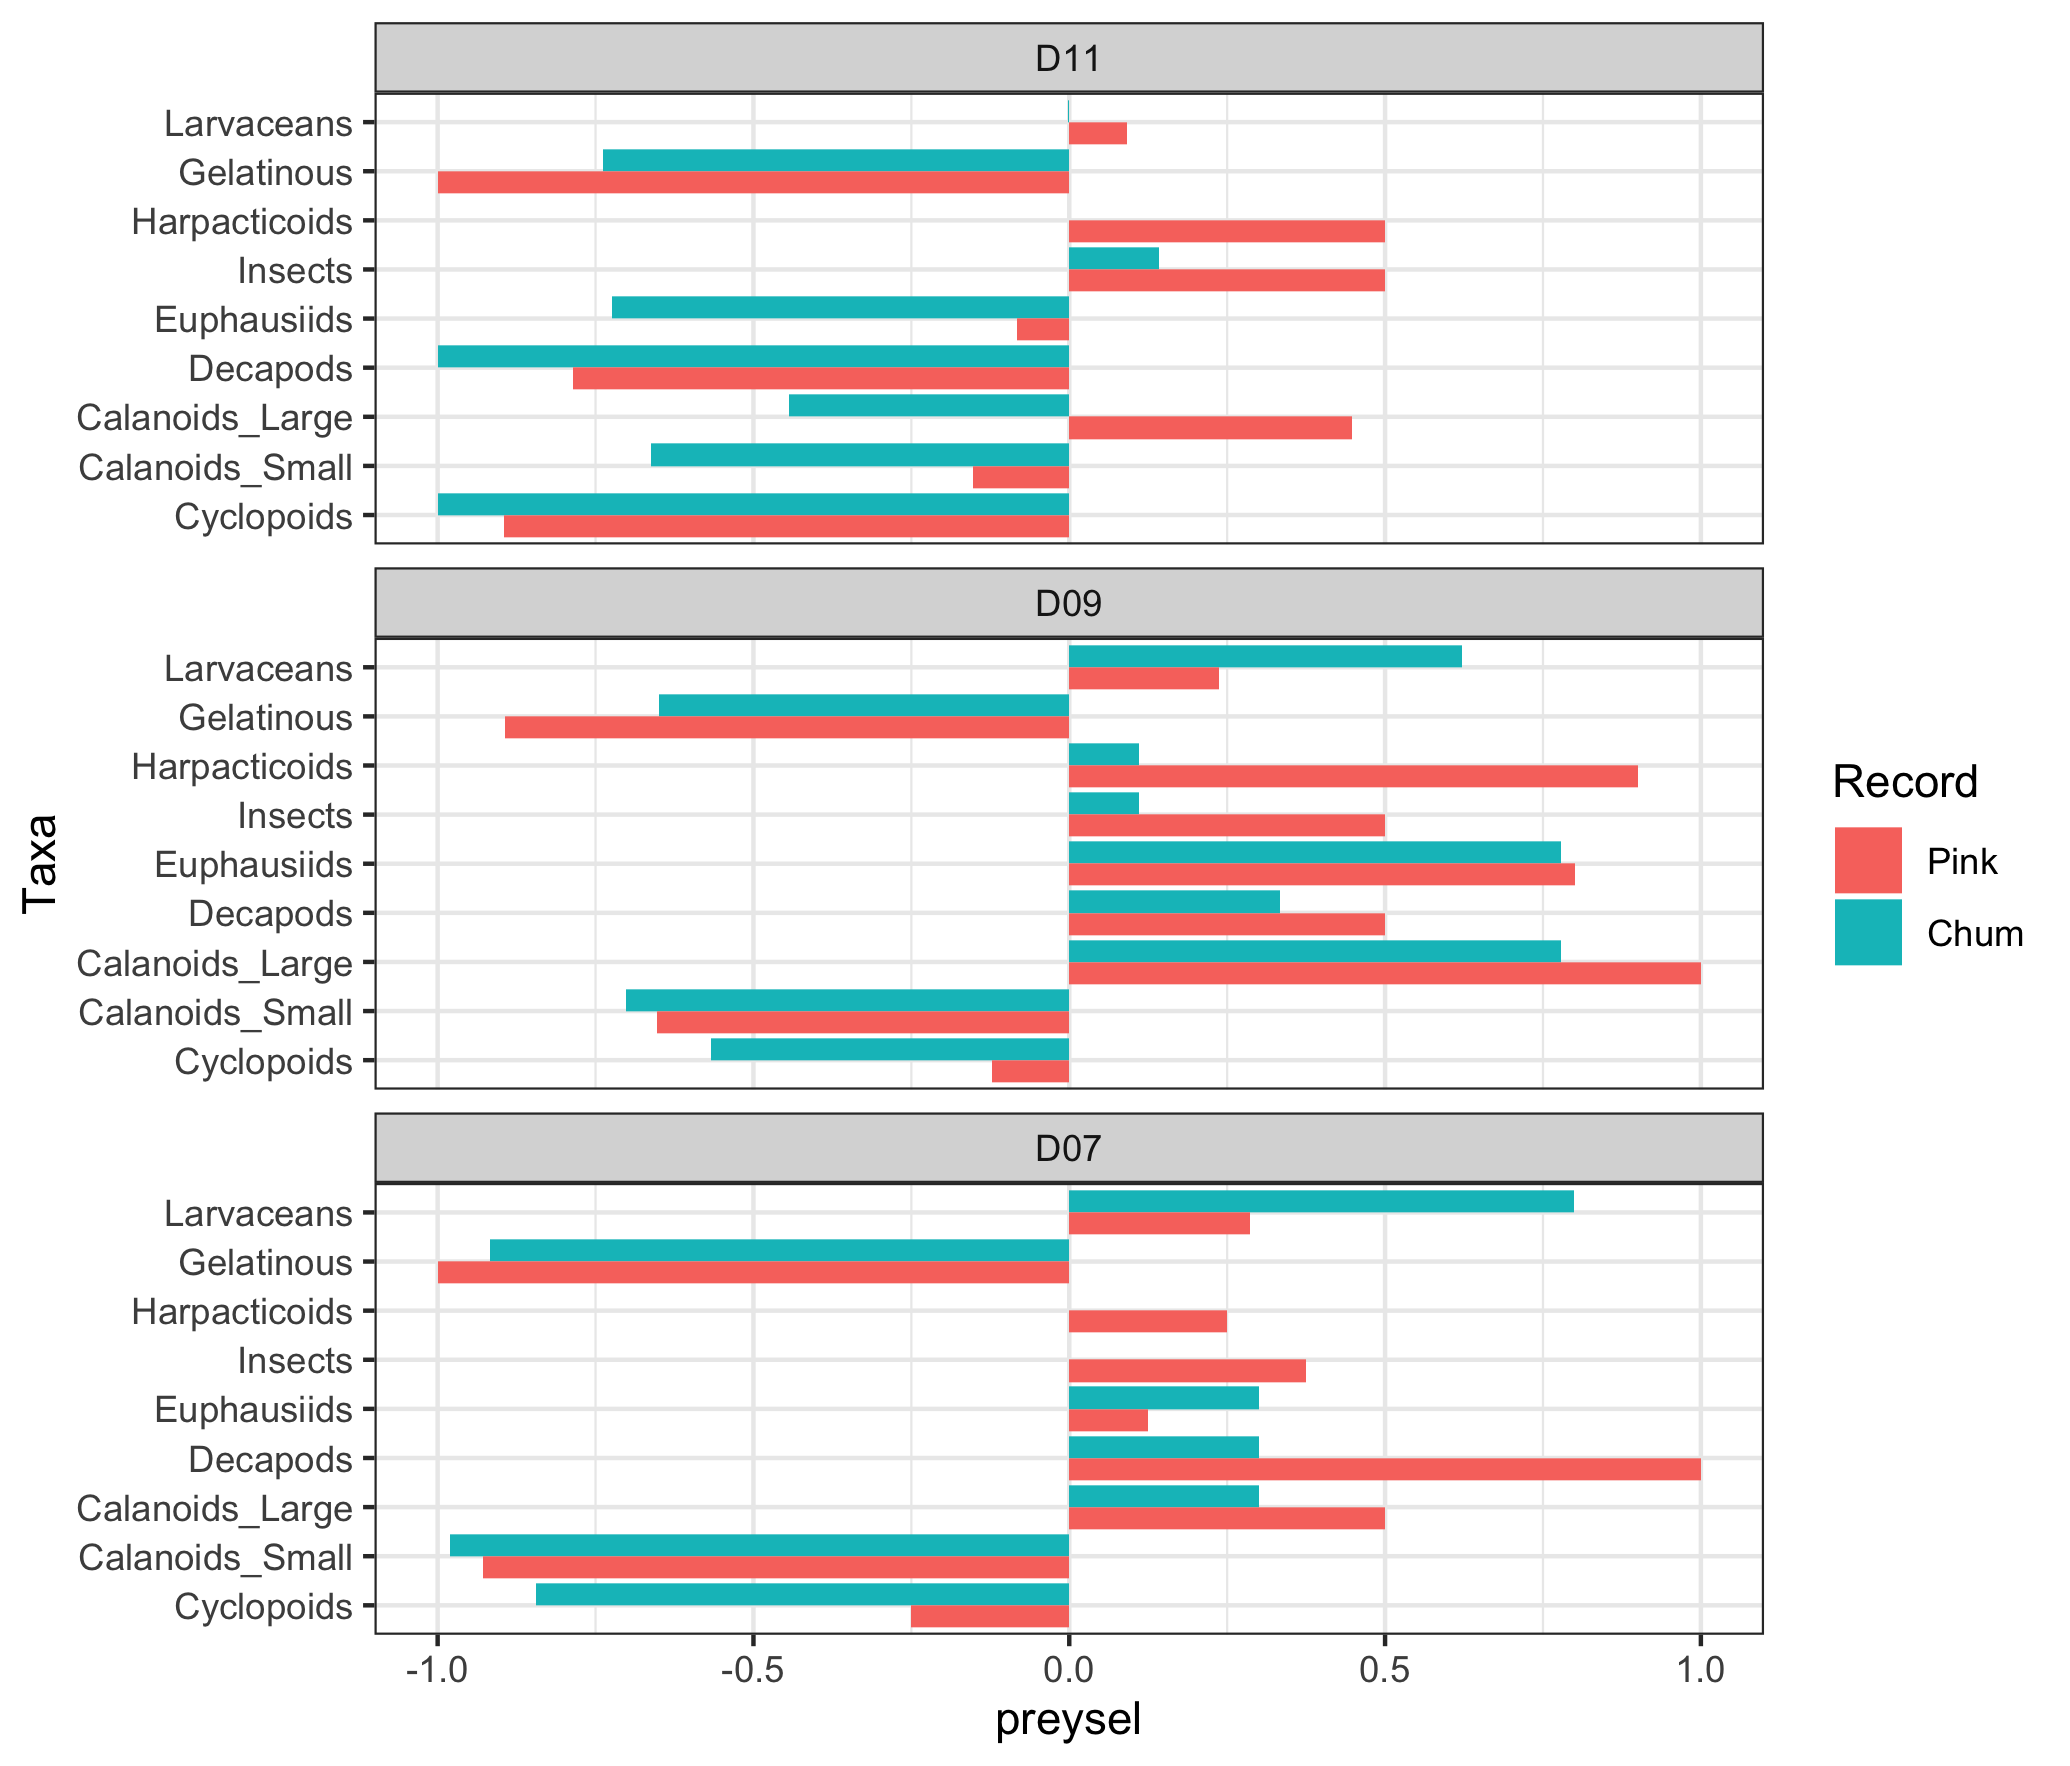 D11
Larvaceans
Gelatinous
Harpacticoids
Insects
Euphausiids
Decapods
Calanoids_Large
Calanoids_Small
Cyclopoids
D09
Larvaceans
Gelatinous
Harpacticoids
Insects
Euphausiids
Decapods
Calanoids_Large
Calanoids_Small
Cyclopoids
D07
Larvaceans
Gelatinous
Harpacticoids
Insects
Euphausiids
Decapods
Calanoids_Large
Calanoids_Small
Cyclopoids
-1.0 -0.5 0.0 0.5 1.0
preysel
Taxa
Record
Pink
Chum